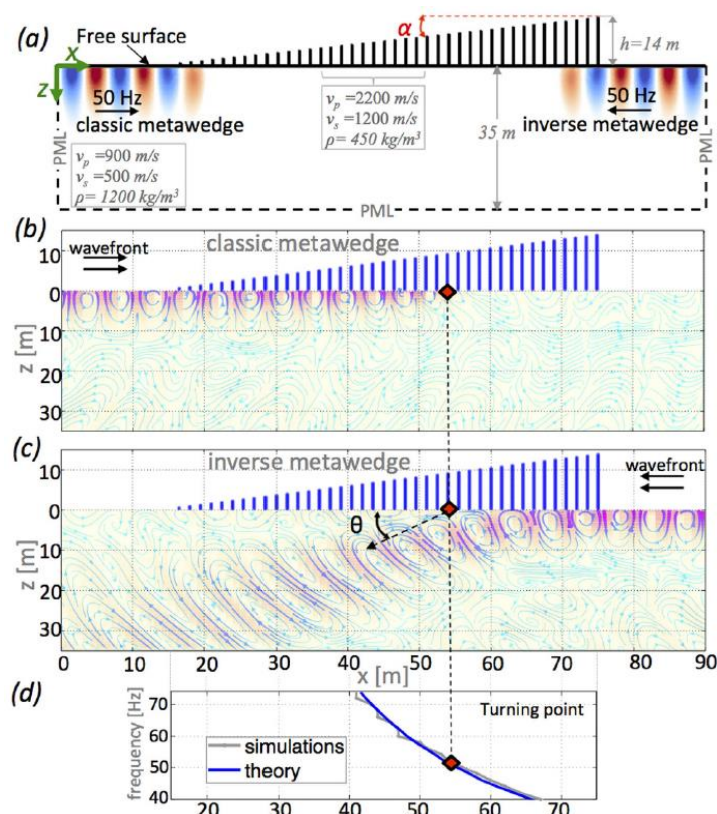 (a)
α
Free surface
h=14 m
X
Z
50 Hz
classic metawedge
v_p=2200 m/s
v_s=1200 m/s
ρ= 450 kg/m³
50 Hz
inverse metawedge
35 m
PML
v_p=900 m/s
v_s=500 m/s
ρ= 1200 kg/m³
PML
PML
(b)
wavefront
classic metawedge
10
0
10
20
30
z [m]
(c)
inverse metawedge
wavefront
10
0
θ
10
20
30
z [m]
0 10 20 30 40 50 60 70 80 90
x [m]
(d)
frequency [Hz]
70
60
50
40
Turning point
simulations
theory
20 30 40 50 60 70